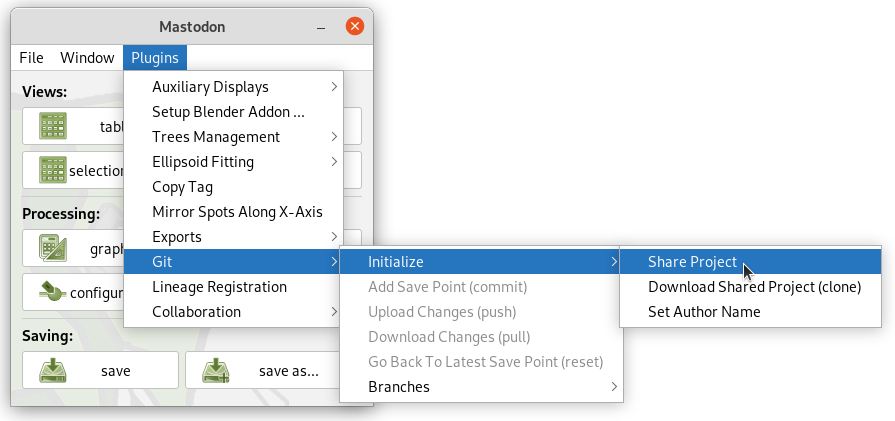 Mastodon
File Window Plugins
Views:
Auxiliary Displays
Setup Blender Addon ...
Trees Management
Ellipsoid Fitting
Copy Tag
Mirror Spots Along X-Axis
Exports
Git
Lineage Registration
Collaboration
Initialize
Add Save Point (commit)
Upload Changes (push)
Download Changes (pull)
Go Back To Latest Save Point (reset)
Branches
Share Project
Download Shared Project (clone)
Set Author Name
tabl
selection
Processing:
graph
configur
Saving:
save
save as...